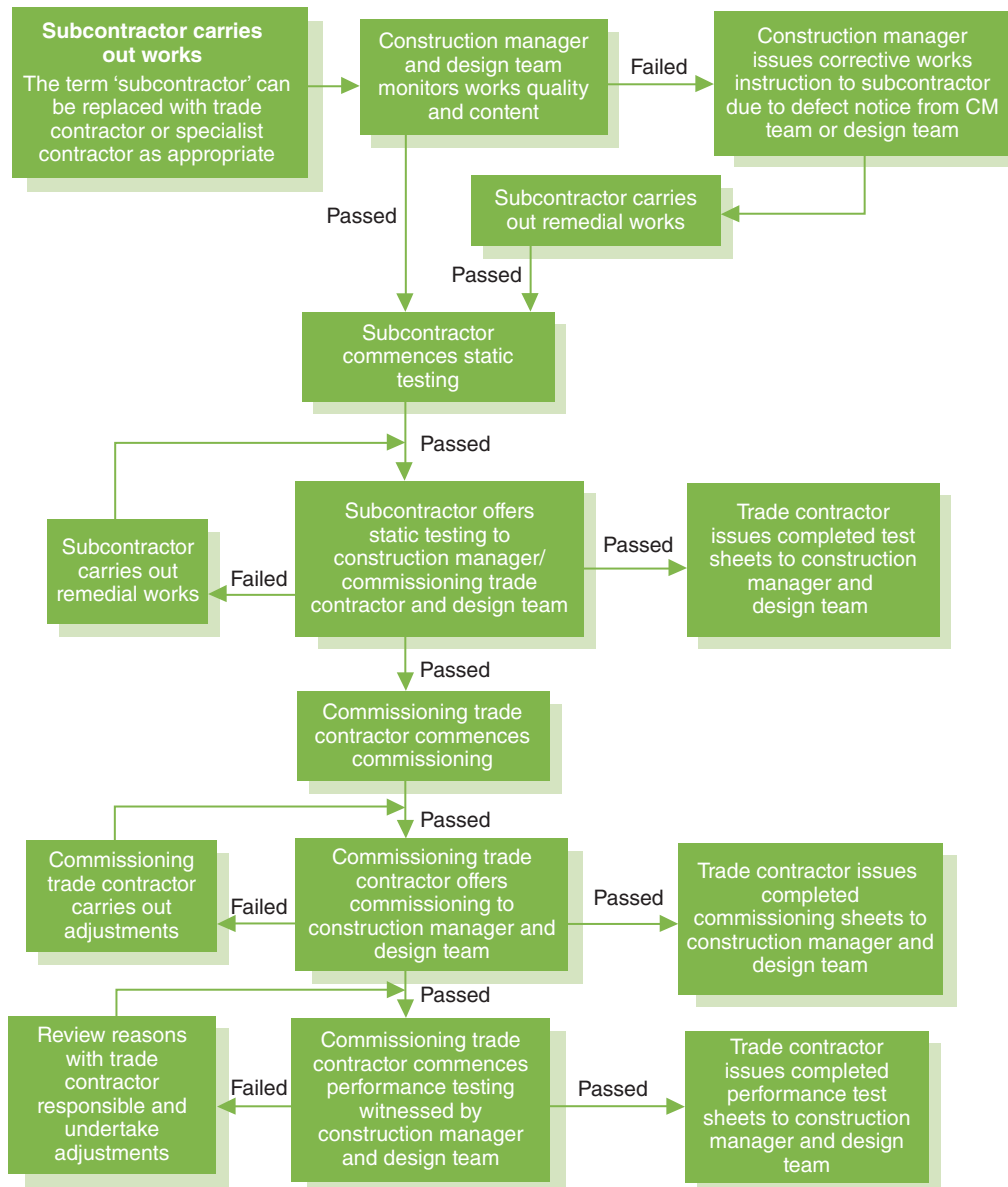 Subcontractor carries
out works
The term ‘subcontractor’ can
be replaced with trade
contractor or specialist
contractor as appropriate
Construction manager
and design team
monitors works quality
and content
Failed
Construction manager
issues corrective works
instruction to subcontractor
due to defect notice from CM
team or design team
Passed
Subcontractor carries
out remedial works
Passed
Subcontractor
commences static
testing
Passed
Subcontractor offers
static testing to
construction manager/
commissioning trade
contractor and design team
Failed
Subcontractor
carries out
remedial works
Passed
Trade contractor
issues completed test
sheets to construction
manager and
design team
Passed
Commissioning trade
contractor commences
commissioning
Passed
Commissioning trade
contractor offers
commissioning to
construction manager and
design team
Failed
Commissioning
trade contractor
carries out
adjustments
Passed
Trade contractor issues
completed
commissioning sheets to
construction manager and
design team
Passed
Commissioning trade
contractor commences
performance testing
witnessed by
construction manager
and design team
Failed
Review reasons
with trade
contractor
responsible and
undertake
adjustments
Passed
Trade contractor
issues completed
performance test
sheets to construction
manager and design
team